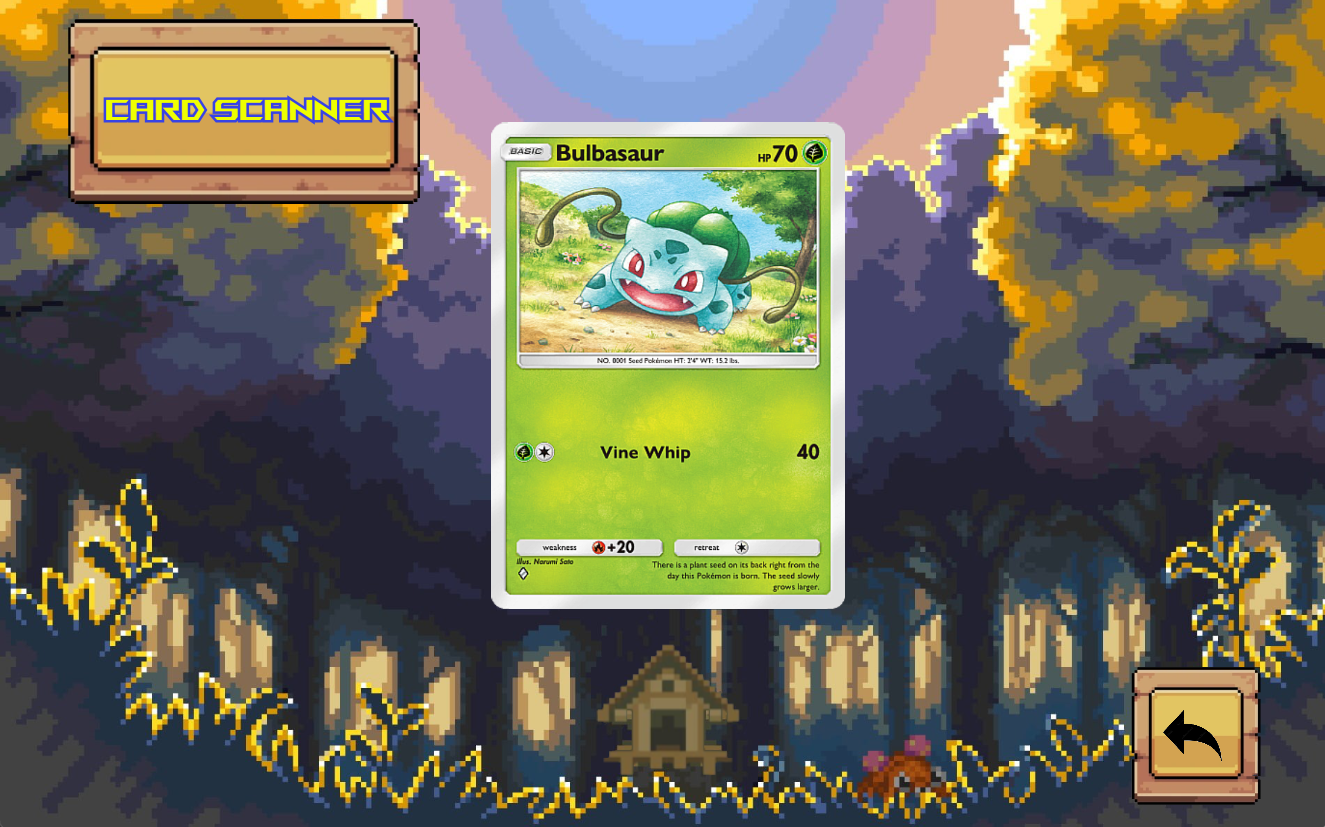 CARD SCANNER
BASIC Bulbasaur HP 70
NO. 0001 Seed Pokémon HT: 2'4" WT: 15.2 lbs.
Vine Whip 40
weakness +20 retreat
Illus. Narumi Sato
There is a plant seed on its back right from the
day this Pokémon is born. The seed slowly
grows larger.